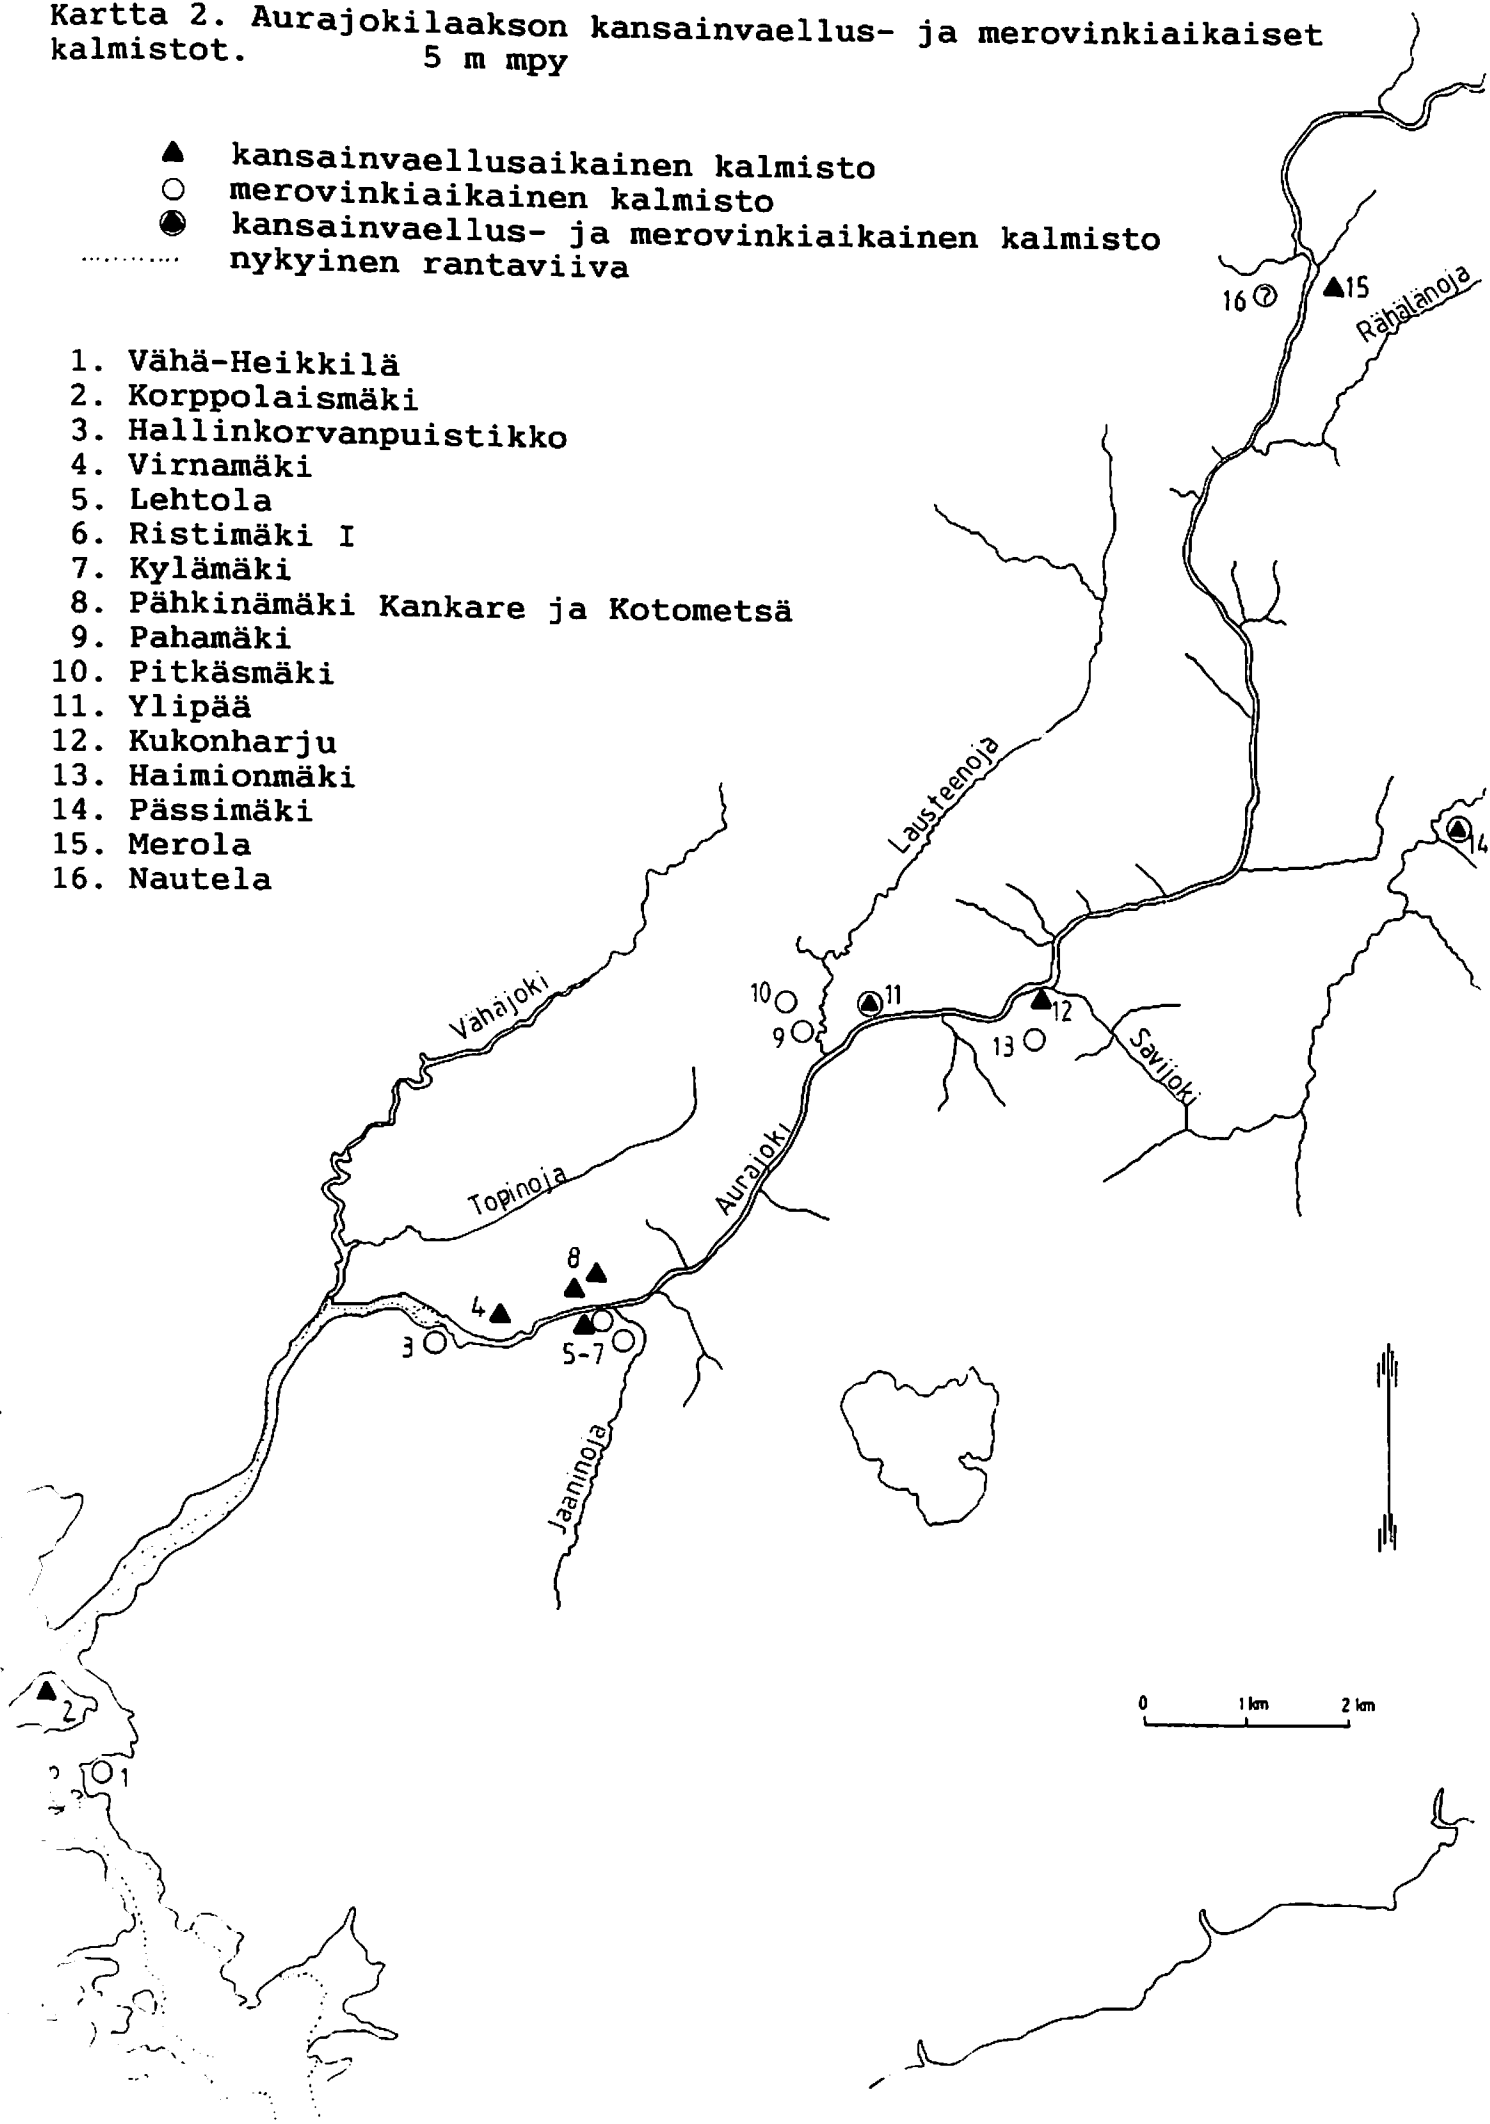 Kartta 2. Aurajokilaakson kansainvaellus- ja merovinkiaikaiset
kalmistot. 5 m mpy
kansainvaellusaikainen kalmisto
merovinkiaikainen kalmisto
kansainvaellus- ja merovinkiaikainen kalmisto
nykyinen rantaviiva
1. Vähä-Heikkilä
2. Korppolaismäki
3. Hallinkorvanpuistikko
4. Virnamäki
5. Lehtola
6. Ristimäki I
7. Kylämäki
8. Pähkinämäki Kankare ja Kotometsä
9. Pahamäki
10. Pitkäsmäki
11. Ylipää
12. Kukonharju
13. Haimionmäki
14. Pässimäki
15. Merola
16. Nautela
16 ?
15
Rähälänoja
Lausteenoja
14
Vähäjoki
10
11
9
12
13
Savijoki
Topinoja
Aurajoki
8
4
3
5-7
Jaaninoja
2
1
0 1 km 2 km